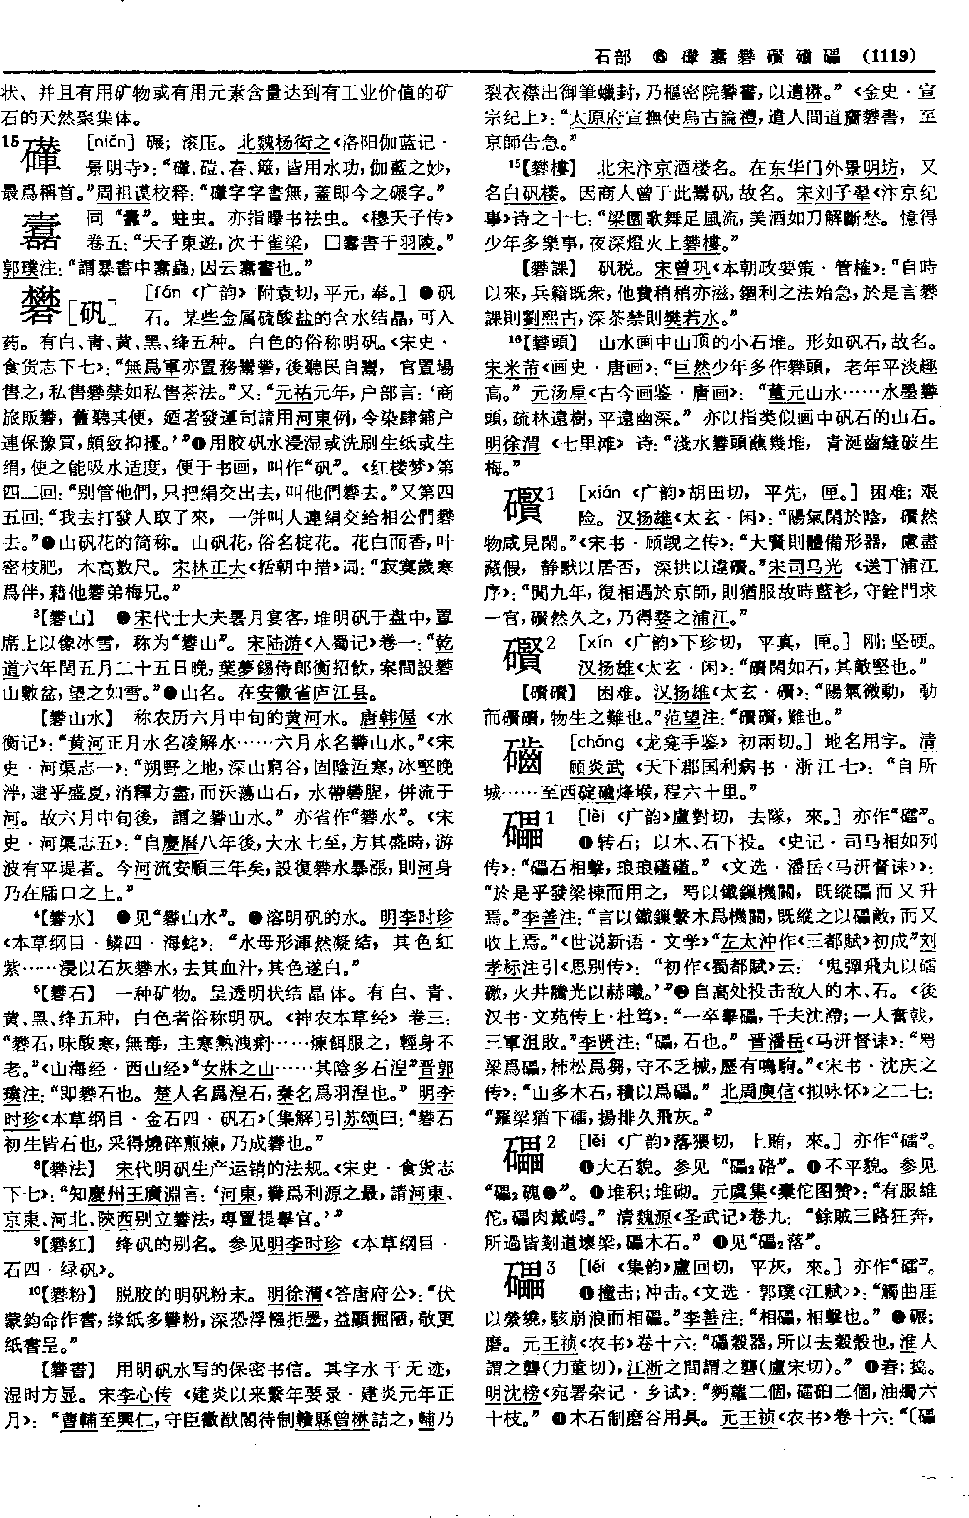 石部 ⑮ 礶 礬 礥 (1119)
状、并且有用矿物或有用元素含量达到有工业价值的矿
石的天然聚集体。
15 [niǎn] 碾；滚压。北魏杨衒之《洛阳伽蓝记·
景明寺》：“磑、舂、簸，皆用水功，伽藍之妙，
最爲稱首。”周祖谟校释：“字字書無，蓋即今之碾字。”
同“蠹”。蛀虫。亦指曝书祛虫。《穆天子传》
卷五：“天子東遊，次于雀梁，□蠹書于羽陵。”
郭璞注：“謂暴書中蠹蟲，因云蠹書也。”
礬［矾］ [fán 《广韵》附袁切，平元，奉。] ❶矾
石。某些金属硫酸盐的含水结晶，可入
药。有白、青、黄、黑、绛五种。白色的俗称明矾。《宋史·
食货志下七》：“無爲軍亦置務鬻礬，後聽民自鬻，官置場
售之，私售礬禁如私售茶法。”又：“元祐元年，户部言：‘商
旅販礬，舊聽其便，迺者發運司請用河東例，令染肆鋪户
連保豫買，頗致抑擾。’”❷用胶矾水浸湿或洗刷生纸或生
绢，使之能吸水适度，便于书画，叫作“矾”。《红楼梦》第
四二回：“别管他們，只把絹交出去，叫他們礬去。”又第四
五回：“我去打發人取了來，一併叫人連絹交給相公們礬
去。”❸山矾花的简称。山矾花，俗名椗花。花白而香，叶
密枝肥，木高数尺。宋林正大《括朝中措》词：“寂寞歲寒
爲伴，藉他礬弟梅兄。”
³【礬山】 ❶宋代士大夫暑月宴客，堆明矾于盘中，置
席上以像冰雪，称为“礬山”。宋陆游《入蜀记》卷一：“乾
道六年閏五月二十五日晚，葉夢錫侍郎衡招飲，案間設礬
山數盆，望之如雪。”❷山名。在安徽省庐江县。
【礬山水】 称农历六月中旬的黄河水。唐韩偓《水
衡记》：“黄河正月水名凌解水……六月水名礬山水。”《宋
史·河渠志一》：“朔野之地，深山窮谷，固陰沍寒，冰堅晚
泮，逮乎盛夏，消釋方盡，而沃蕩山石，水帶礬腥，併流于
河。故六月中旬後，謂之礬山水。”亦省作“礬水”。《宋
史·河渠志五》：“自慶曆八年後，大水七至，方其盛時，游
波有平堤者。今河流安順三年矣，設復礬水暴漲，則河身
乃在牐口之上。”
⁴【礬水】 ❶见“礬山水”。❷溶明矾的水。明李时珍
《本草纲目·鳞四·海蛇》：“水母形渾然凝結，其色红
紫……浸以石灰礬水，去其血汁，其色遂白。”
⁵【礬石】 一种矿物。呈透明状结晶体。有白、青、
黄、黑、绛五种，白色者俗称明矾。《神农本草经》卷三：
“礬石，味酸寒，無毒，主寒熱洩痢……煉餌服之，輕身不
老。”《山海经·西山经》“女牀之山……其陰多石湼”晋郭
璞注：“即礬石也。楚人名爲湼石，秦名爲羽湼也。”明李
时珍《本草纲目·金石四·矾石》〔集解〕引苏颂曰：“礬石
初生皆石也，采得燒碎煎煉，乃成礬也。”
⁸【礬法】 宋代明矾生产运销的法规。《宋史·食货志
下七》：“知慶州王廣淵言：‘河東，礬爲利源之最，請河東、
京東、河北、陝西别立礬法，專置提舉官。’”
⁹【礬红】 绛矾的别名。参见明李时珍《本草纲目·
石四·绿矾》。
¹⁰【礬粉】 脱胶的明矾粉末。明徐渭《答唐府公》：“伏
蒙鈞命作書，緣纸多礬粉，深恐浮慢拒墨，益顯掘陋，敢更
纸書呈。”
【礬書】 用明矾水写的保密书信。其字水干无迹，
湿时方显。宋李心传《建炎以来繫年要录·建炎元年正
月》：“曹輔至興仁，守臣徽猷閣待制贛縣曾楙詰之，輔乃
裂衣襟出御筆蠟封，乃樞密院礬書，以遺楙。”《金史·宣
宗纪上》：“太原府宣撫使烏古論禮，遣人間道齎礬書，至
京師告急。”
¹⁵【礬樓】 北宋汴京酒楼名。在东华门外景明坊，又
名白矾楼。因商人曾于此鬻矾，故名。宋刘子翚《汴京纪
事》诗之十七：“梁園歌舞足風流，美酒如刀解斷愁。憶得
少年多樂事，夜深燈火上礬樓。”
【礬課】 矾税。宋曾巩《本朝政要策·管榷》：“自時
以來，兵籍既衆，他費稍稍亦滋，錮利之法始急，於是言礬
課則劉熙古，深茶禁則樊若水。”
¹⁶【礬頭】 山水画中山顶的小石堆。形如矾石，故名。
宋米芾《画史·唐画》：“巨然少年多作礬頭，老年平淡趣
高。”元汤垕《古今画鉴·唐画》：“董元山水……水墨礬
頭，疏林遠樹，平遠幽深。”亦以指类似画中矾石的山石。
明徐渭《七里滩》诗：“淺水礬頭蘸幾堆，青涎齒縫破生
梅。”
礥1 [xián 《广韵》胡田切，平先，匣。] 困难；艰
险。汉扬雄《太玄·闲》：“陽氣閑於陰，礥然
物咸見閑。”《宋书·顾觊之传》：“大賢則體備形器，慮盡
藏假，静默以居否，深拱以違礥。”宋司马光《送丁浦江
序》：“閲九年，復相遇於京師，則猶服故時藍衫，守銓門求
一官，礥然久之，乃得婺之浦江。”
礥2 [xín 《广韵》下珍切，平真，匣。] 刚；坚硬。
汉扬雄《太玄·闲》：“礥閑如石，其敵堅也。”
【礥礥】 困难。汉扬雄《太玄·礥》：“陽氣微動，動
而礥礥，物生之難也。”范望注：“礥礥，難也。”
[chǎng 《龙龛手鉴》初兩切。] 地名用字。清
顾炎武《天下郡国利病书·浙江七》：“自所
城……至西碇烽堠，程六十里。”
礧1 [lèi 《广韵》盧對切，去隊，來。] 亦作“礌”。
❶转石；以木、石下投。《史记·司马相如列
传》：“礧石相擊，琅琅礚礚。”《文选·潘岳〈马汧督诔〉》：
“於是乎發梁棟而用之，罥以鐵鏁機關，既縱礧而又升
焉。”李善注：“言以鐵鏁繫木爲機關，既縱之以礧敵，而又
收上焉。”《世说新语·文学》“左太沖作《三都賦》初成”刘
孝标注引《思别传》：“初作《蜀都賦》云：‘鬼彈飛丸以礌
礉，火井騰光以赫曦。’”❷自高处投击敌人的木、石。《後
汉书·文苑传上·杜笃》：“一卒舉礧，千夫沈滯；一人奮戟，
三軍沮敗。”李贤注：“礧，石也。”晋潘岳《马汧督诔》：“罥
梁爲礧，柿松爲芻，守不乏械，歷有鳴駒。”《宋书·沈庆之
传》：“山多木石，積以爲礧。”北周庾信《拟咏怀》之二七：
“羅梁猶下礌，揚排久飛灰。”
礧2 [lěi 《广韵》落猥切，上賄，來。] 亦作“礌”。
❶大石貌。参见“礧₂硌”。❷不平貌。参见
“礧₂磈❷”。❸堆积；堆砌。元虞集《橐佗图赞》：“有服維
佗，礧肉戴峿。”清魏源《圣武记》卷九：“餘賊三路狂奔，
所過皆剗道壞梁，礧木石。”❹见“礧₂落”。
礧3 [léi 《集韵》盧回切，平灰，來。] 亦作“礌”。
❶撞击；冲击。《文选·郭璞〈江赋〉》：“觸曲厓
以縈繞，駭崩浪而相礧。”李善注：“相礧，相擊也。”❷碾；
磨。元王祯《农书》卷十六：“礧穀器，所以去穀殻也，淮人
謂之礱(力董切)，江浙之間謂之礱(盧宋切)。”❸舂；捣。
明沈榜《宛署杂记·乡试》：“笊籬二個，礌臼二個，油燭六
十枝。”❹木石制磨谷用具。元王祯《农书》卷十六：“〔礧